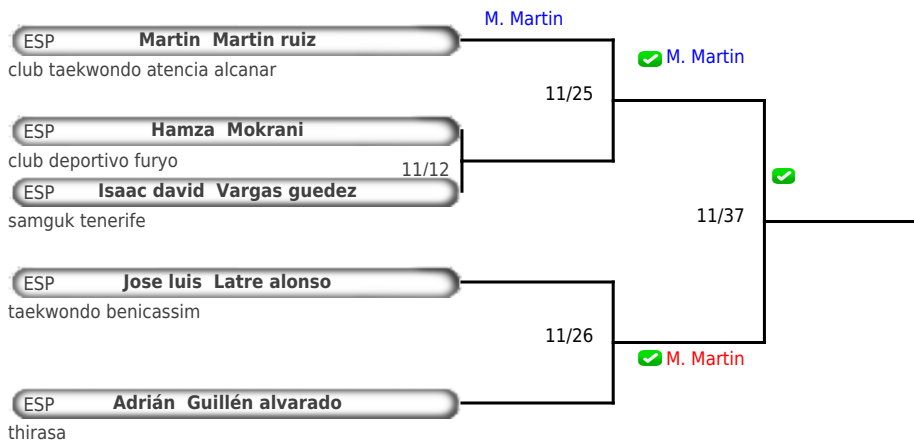 M. Martin
ESP Martin Martin ruiz
club taekwondo atencia alcanar
M. Martin
11/25
ESP Hamza Mokrani
club deportivo furyo
11/12
ESP Isaac david Vargas guedez
samguk tenerife
11/37
ESP Jose luis Latre alonso
taekwondo benicassim
11/26
M. Martin
ESP Adrián Guillén alvarado
thirasa